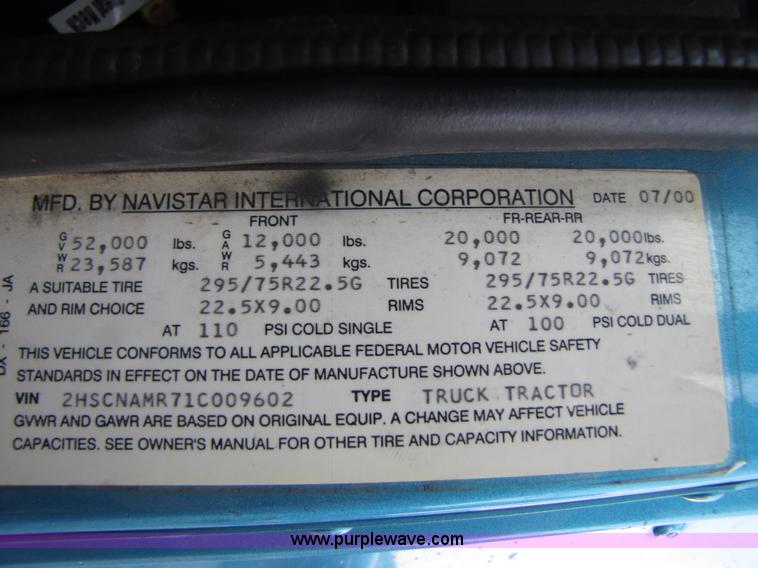 MFD. BY NAVISTAR INTERNATIONAL CORPORATION DATE 07/00
FRONT FR-REAR-RR
GVWR 52,000 lbs. GAWR 12,000 lbs. 20,000 20,000lbs.
23,587 kgs. 5,443 kgs. 9,072 9,072kgs.
A SUITABLE TIRE 295/75R22.5G TIRES 295/75R22.5G TIRES
AND RIM CHOICE 22.5X9.00 RIMS 22.5X9.00 RIMS
AT 110 PSI COLD SINGLE AT 100 PSI COLD DUAL
THIS VEHICLE CONFORMS TO ALL APPLICABLE FEDERAL MOTOR VEHICLE SAFETY
STANDARDS IN EFFECT ON THE DATE OF MANUFACTURE SHOWN ABOVE.
VIN 2HSCNAMR71C009602 TYPE TRUCK TRACTOR
GVWR AND GAWR ARE BASED ON ORIGINAL EQUIP. A CHANGE MAY AFFECT VEHICLE
CAPACITIES. SEE OWNER'S MANUAL FOR OTHER TIRE AND CAPACITY INFORMATION.
DX - 166 - JA
www.purplewave.com